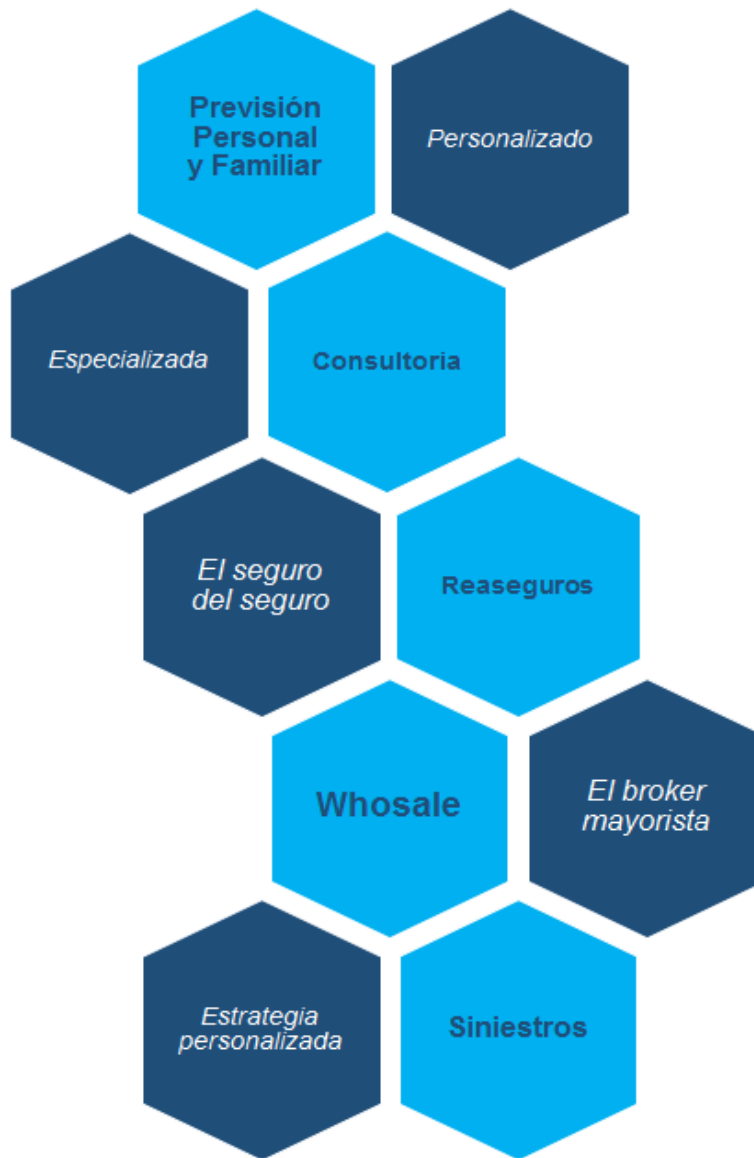 Previsión
Personal
y Familiar
Personalizado
Especializada
Consultoria
El seguro
del seguro
Reaseguros
Whosale
El broker
mayorista
Estrategia
personalizada
Siniestros